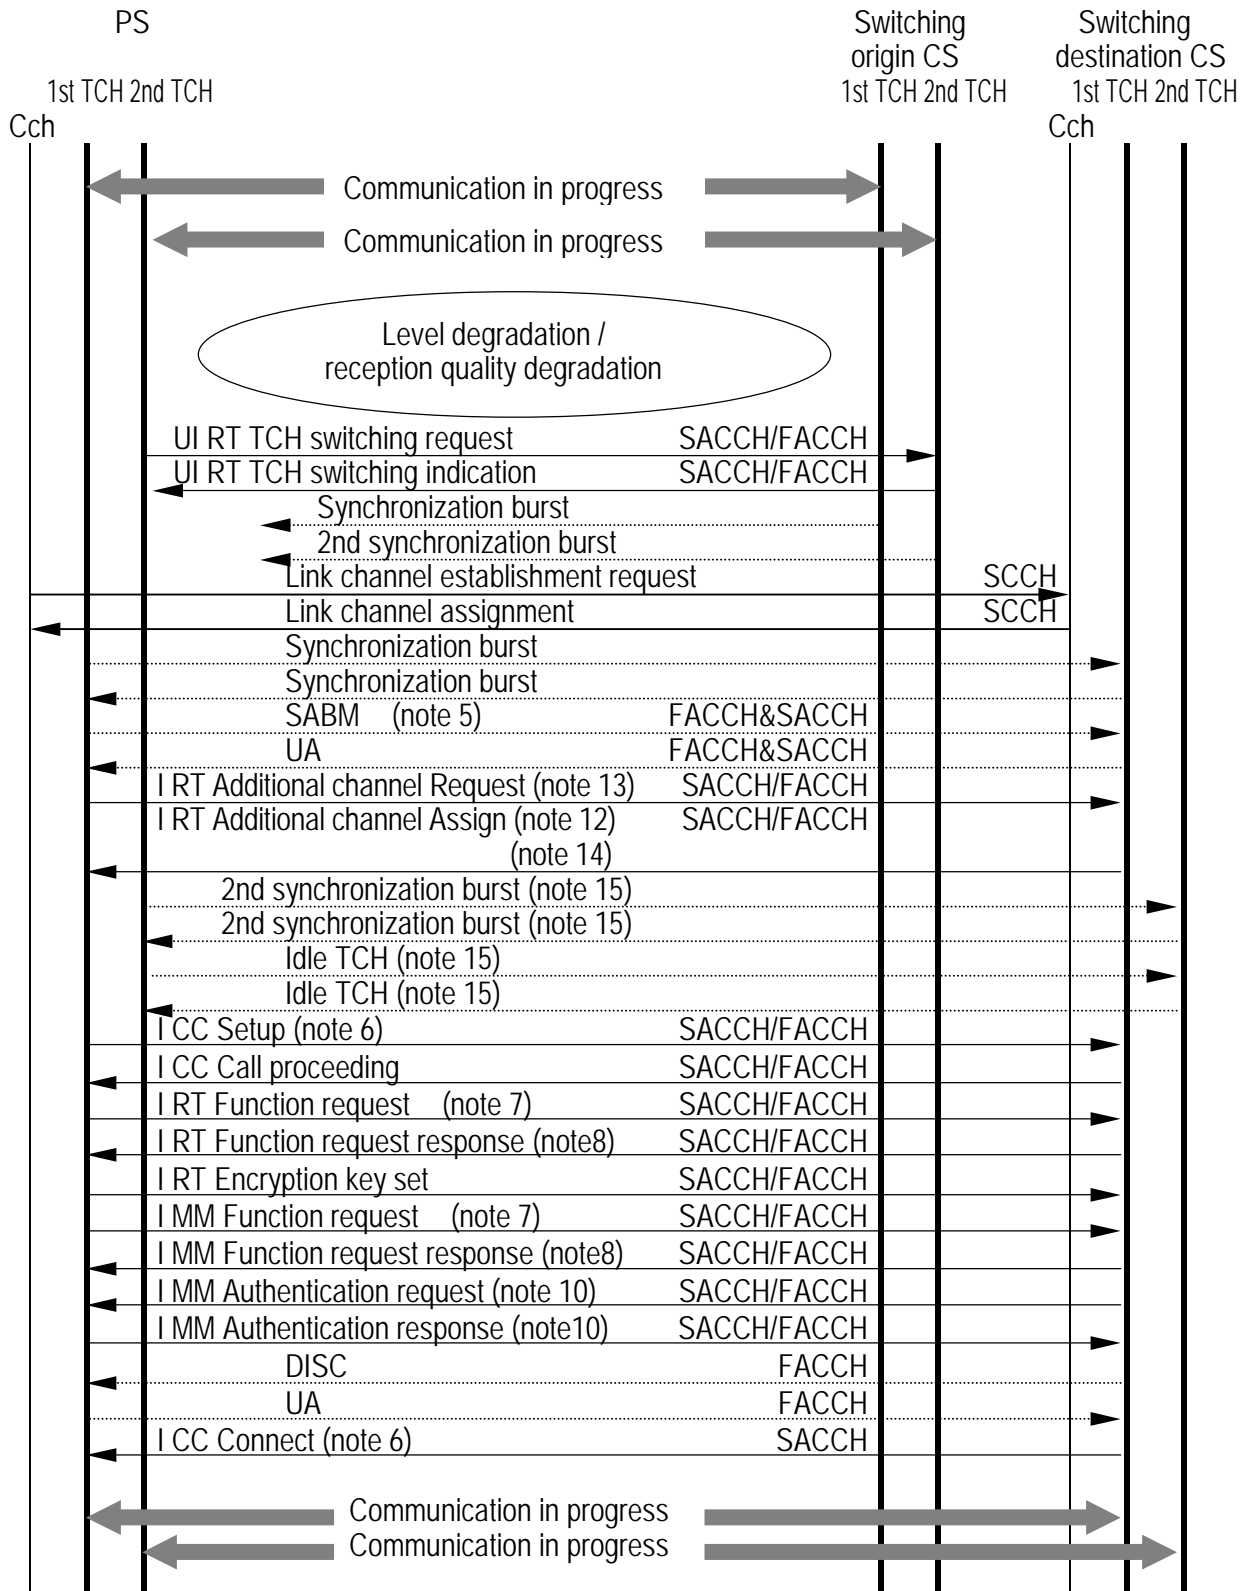 PS
Switching
origin CS
Switching
destination CS
1st TCH 2nd TCH
1st TCH 2nd TCH
1st TCH 2nd TCH
Cch
Cch
Communication in progress
Communication in progress
Level degradation /
reception quality degradation
UI RT TCH switching request SACCH/FACCH
UI RT TCH switching indication SACCH/FACCH
Synchronization burst
2nd synchronization burst
Link channel establishment request SCCH
Link channel assignment SCCH
Synchronization burst
Synchronization burst
SABM (note 5) FACCH&SACCH
UA FACCH&SACCH
I RT Additional channel Request (note 13) SACCH/FACCH
I RT Additional channel Assign (note 12) SACCH/FACCH
(note 14)
2nd synchronization burst (note 15)
2nd synchronization burst (note 15)
Idle TCH (note 15)
Idle TCH (note 15)
I CC Setup (note 6) SACCH/FACCH
I CC Call proceeding SACCH/FACCH
I RT Function request (note 7) SACCH/FACCH
I RT Function request response (note8) SACCH/FACCH
I RT Encryption key set SACCH/FACCH
I MM Function request (note 7) SACCH/FACCH
I MM Function request response (note8) SACCH/FACCH
I MM Authentication request (note 10) SACCH/FACCH
I MM Authentication response (note10) SACCH/FACCH
DISC FACCH
UA FACCH
I CC Connect (note 6) SACCH
Communication in progress
Communication in progress